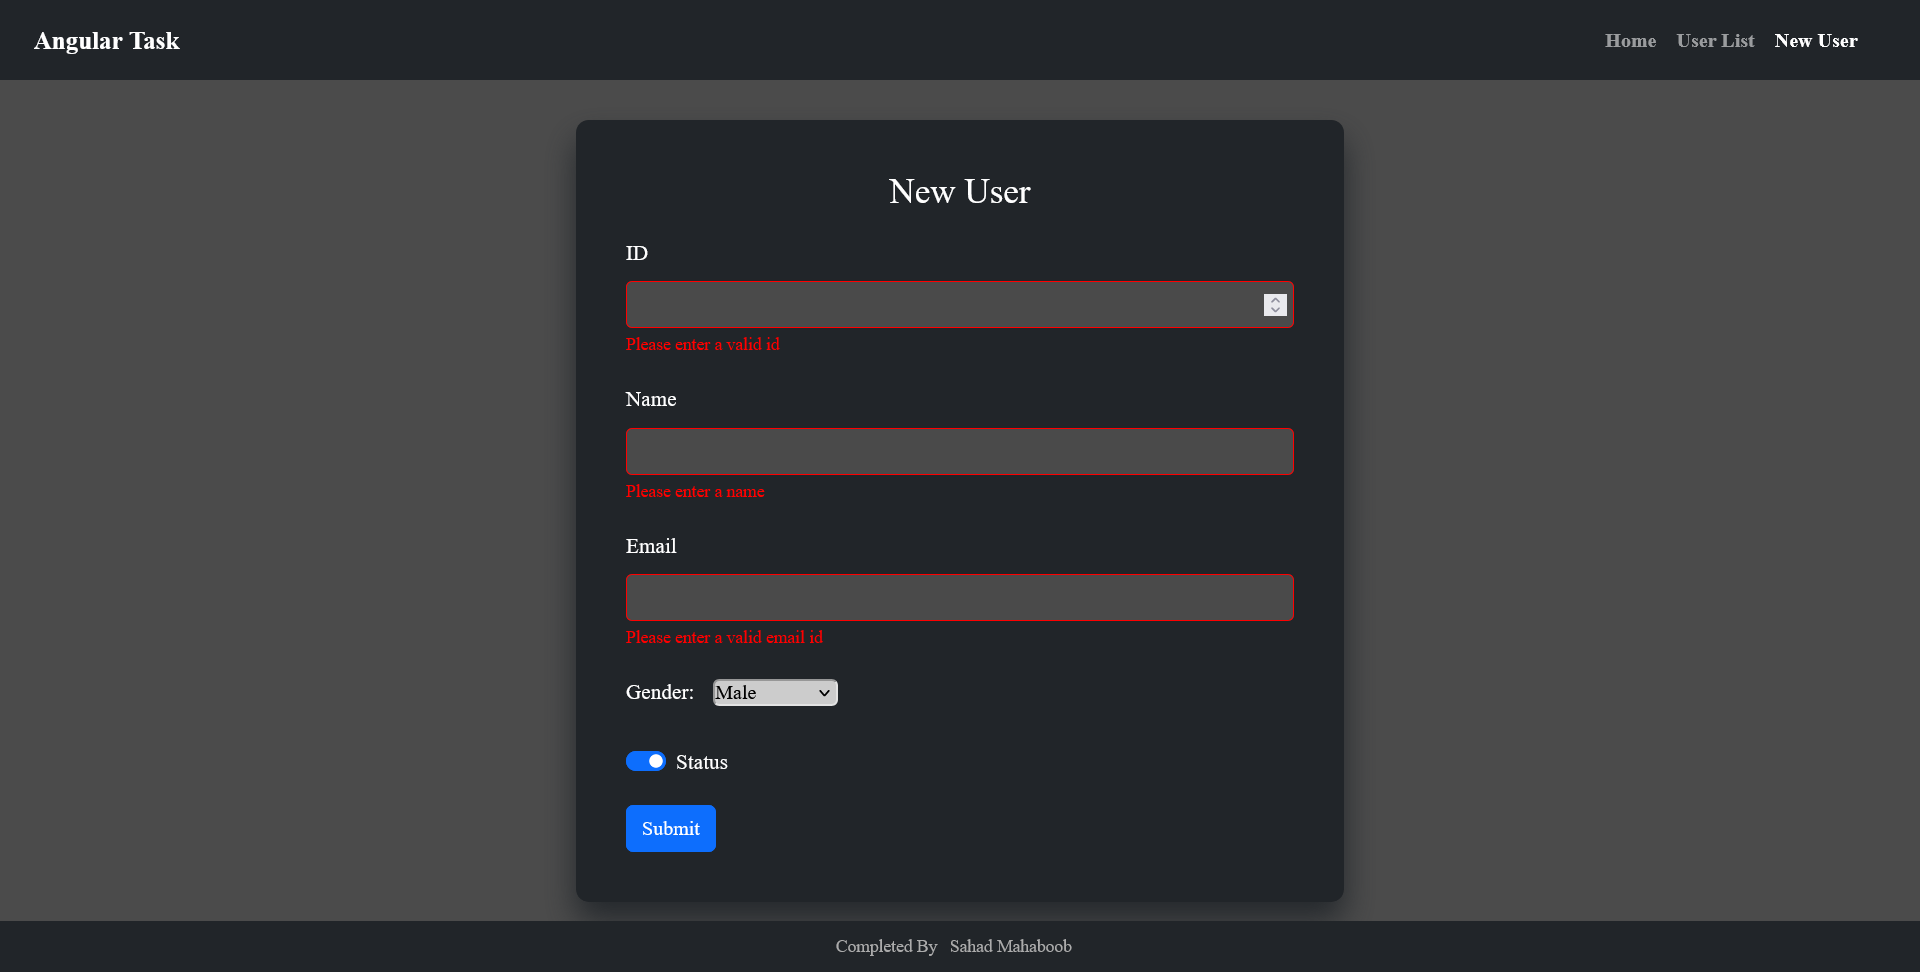 Angular Task
Home User List New User
New User
ID
Please enter a valid id
Name
Please enter a name
Email
Please enter a valid email id
Gender: Male
Status
Submit
Completed By Sahad Mahaboob